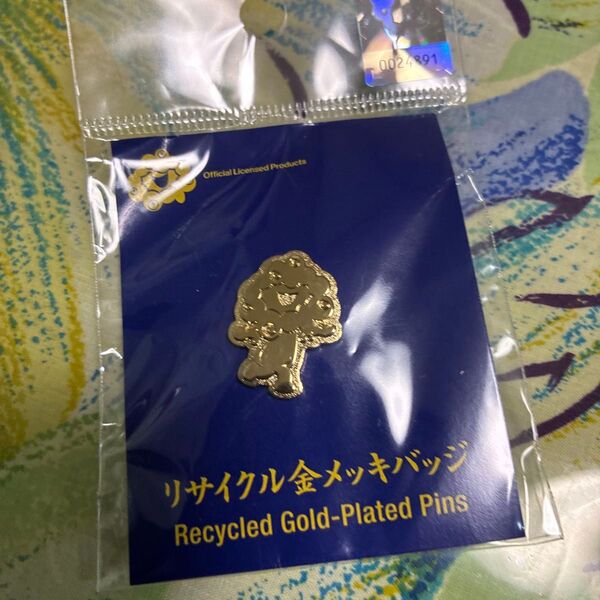 0024891
Official Licensed Products
リサイクル金メッキバッジ
Recycled Gold-Plated Pins